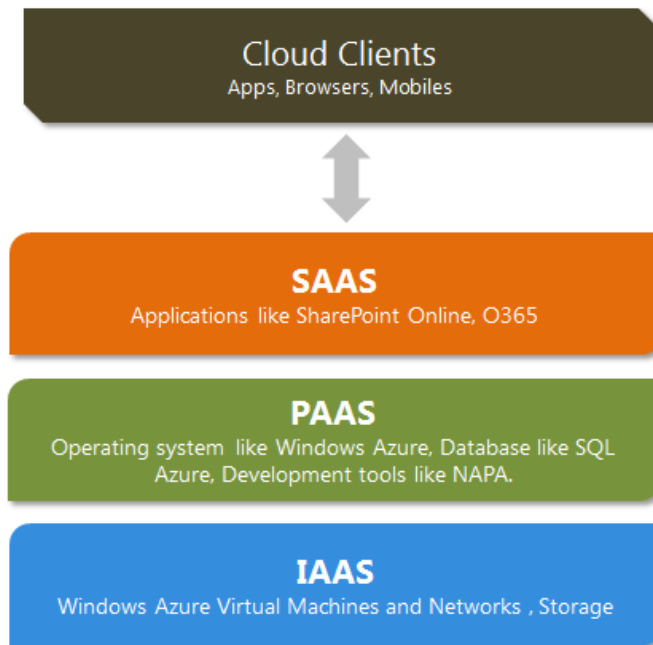 Cloud Clients
Apps, Browsers, Mobiles
SAAS
Applications like SharePoint Online, O365
PAAS
Operating system like Windows Azure, Database like SQL
Azure, Development tools like NAPA.
IAAS
Windows Azure Virtual Machines and Networks , Storage